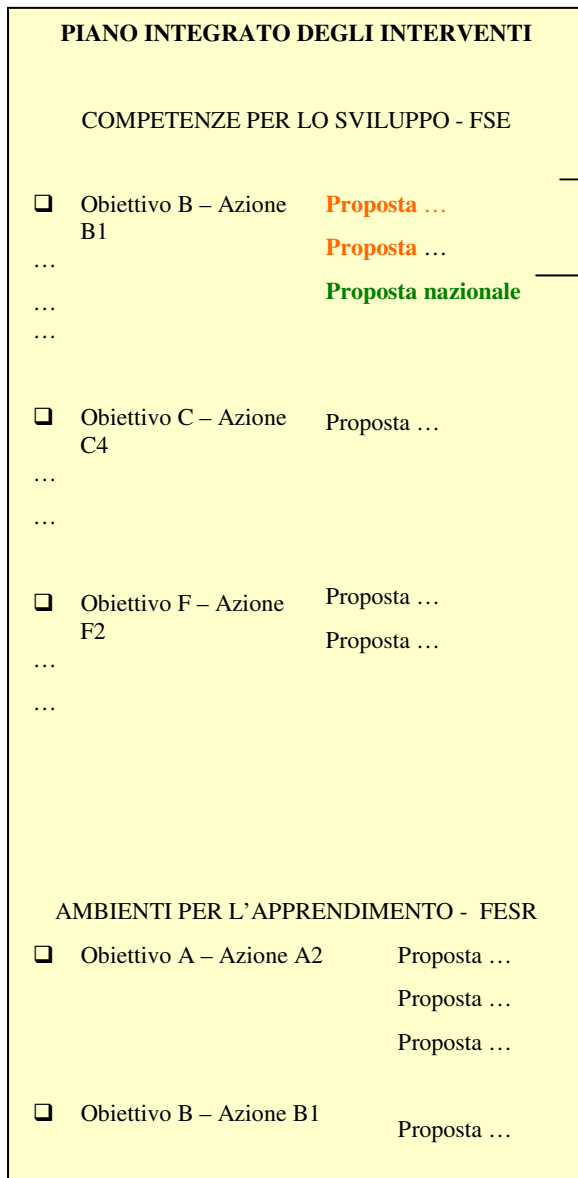 PIANO INTEGRATO DEGLI INTERVENTI
COMPETENZE PER LO SVILUPPO - FSE
❑ Obiettivo B – Azione B1 Proposta …
Proposta …
Proposta nazionale
…
…
…
❑ Obiettivo C – Azione C4 Proposta …
…
…
❑ Obiettivo F – Azione F2 Proposta …
Proposta …
…
…
AMBIENTI PER L'APPRENDIMENTO - FESR
❑ Obiettivo A – Azione A2 Proposta …
Proposta …
Proposta …
❑ Obiettivo B – Azione B1 Proposta …